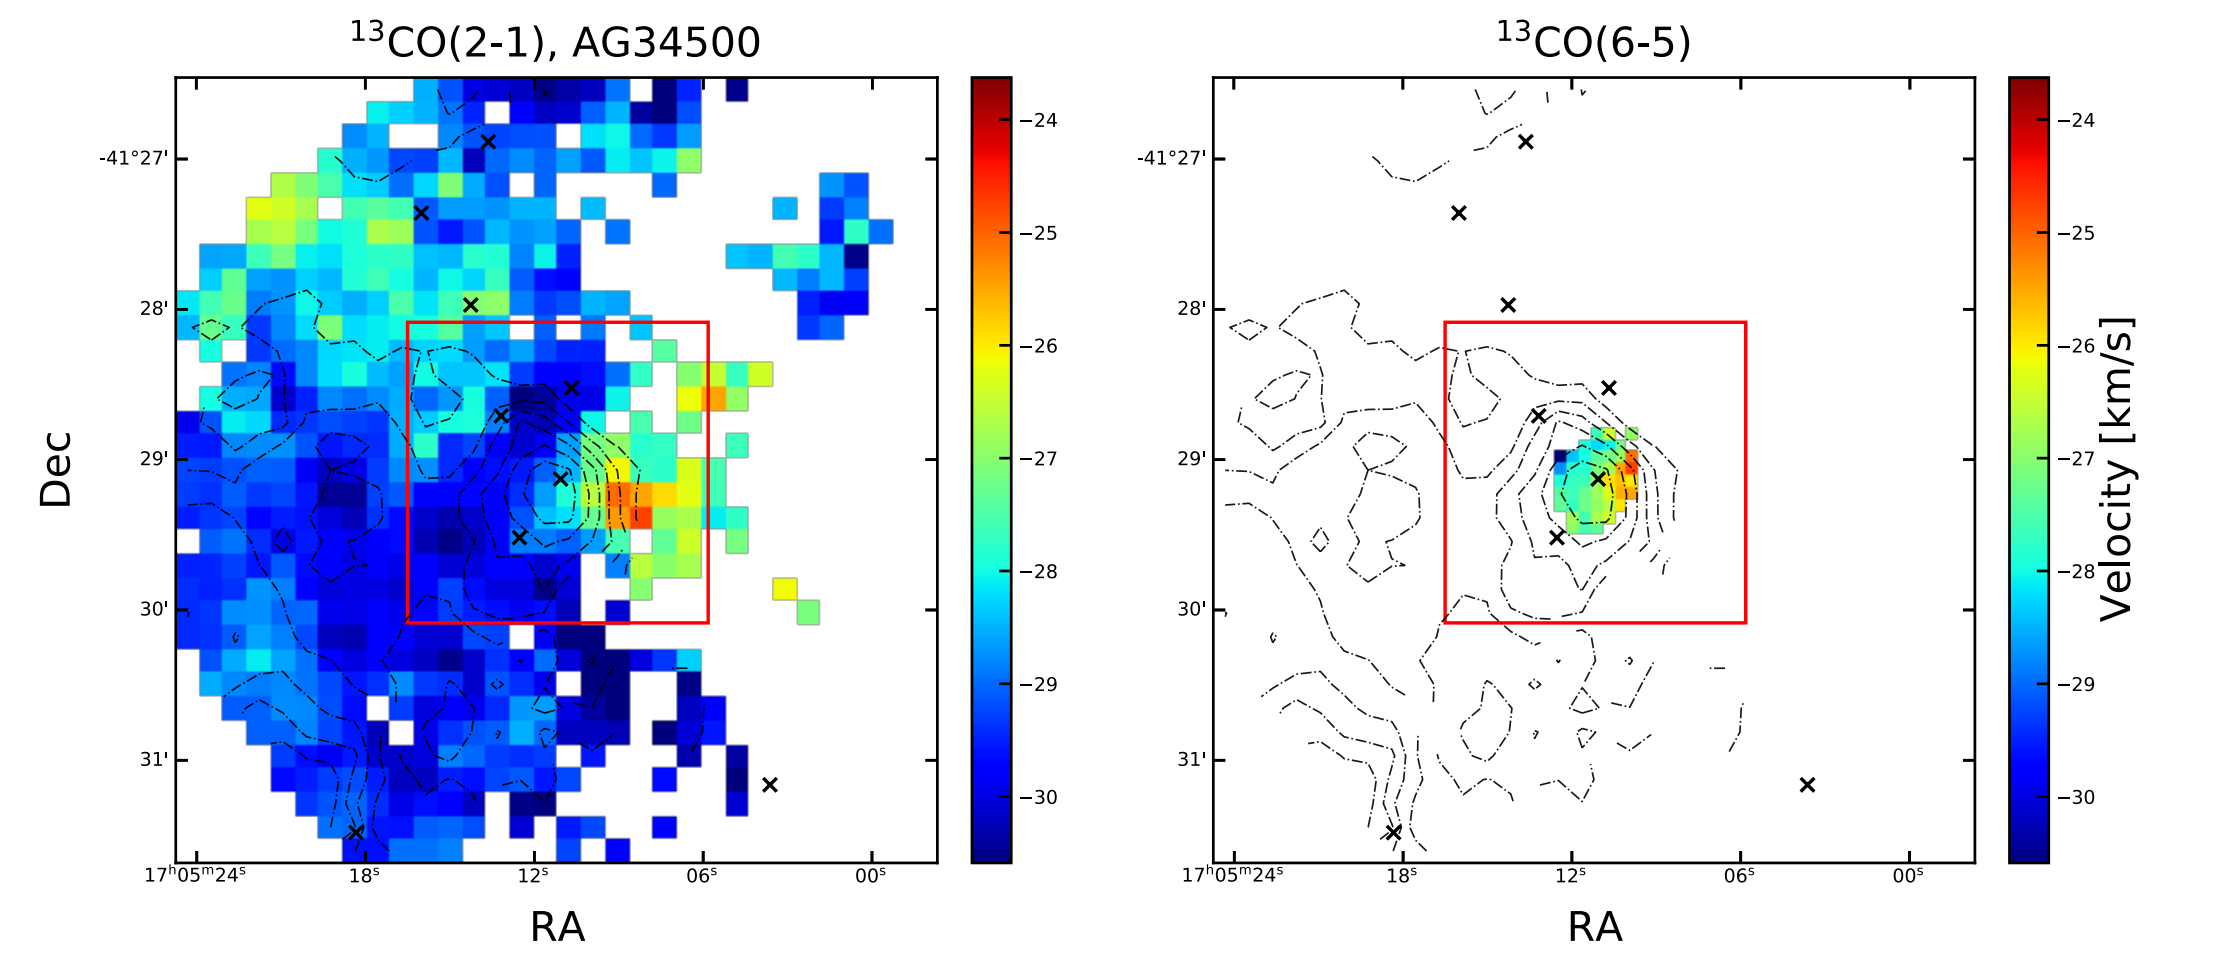 ¹³CO(2-1), AG34500
¹³CO(6-5)
-41°27'
28'
29'
30'
31'
Dec
17ʰ05ᵐ24ˢ
18ˢ
12ˢ
06ˢ
00ˢ
RA
−24
−25
−26
−27
−28
−29
−30
-41°27'
28'
29'
30'
31'
17ʰ05ᵐ24ˢ
18ˢ
12ˢ
06ˢ
00ˢ
RA
−24
−25
−26
−27
−28
−29
−30
Velocity [km/s]